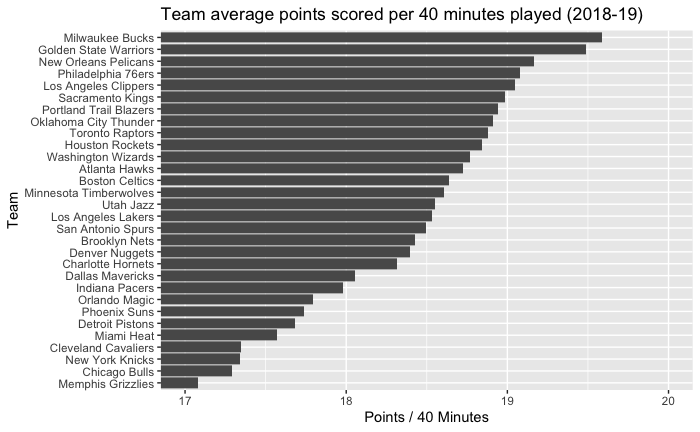 Team average points scored per 40 minutes played (2018-19)
Team
Milwaukee Bucks
Golden State Warriors
New Orleans Pelicans
Philadelphia 76ers
Los Angeles Clippers
Sacramento Kings
Portland Trail Blazers
Oklahoma City Thunder
Toronto Raptors
Houston Rockets
Washington Wizards
Atlanta Hawks
Boston Celtics
Minnesota Timberwolves
Utah Jazz
Los Angeles Lakers
San Antonio Spurs
Brooklyn Nets
Denver Nuggets
Charlotte Hornets
Dallas Mavericks
Indiana Pacers
Orlando Magic
Phoenix Suns
Detroit Pistons
Miami Heat
Cleveland Cavaliers
New York Knicks
Chicago Bulls
Memphis Grizzlies
17 18 19 20
Points / 40 Minutes